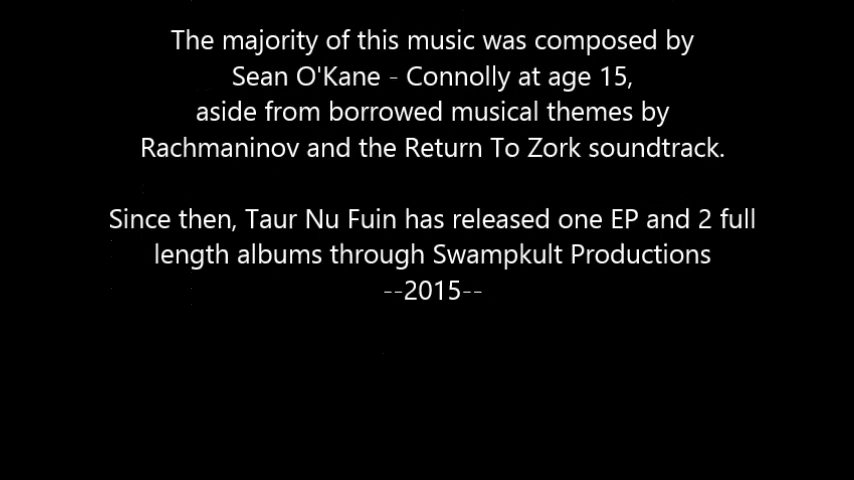 The majority of this music was composed by
Sean O'Kane - Connolly at age 15,
aside from borrowed musical themes by
Rachmaninov and the Return To Zork soundtrack.
Since then, Taur Nu Fuin has released one EP and 2 full
length albums through Swampkult Productions
--2015--